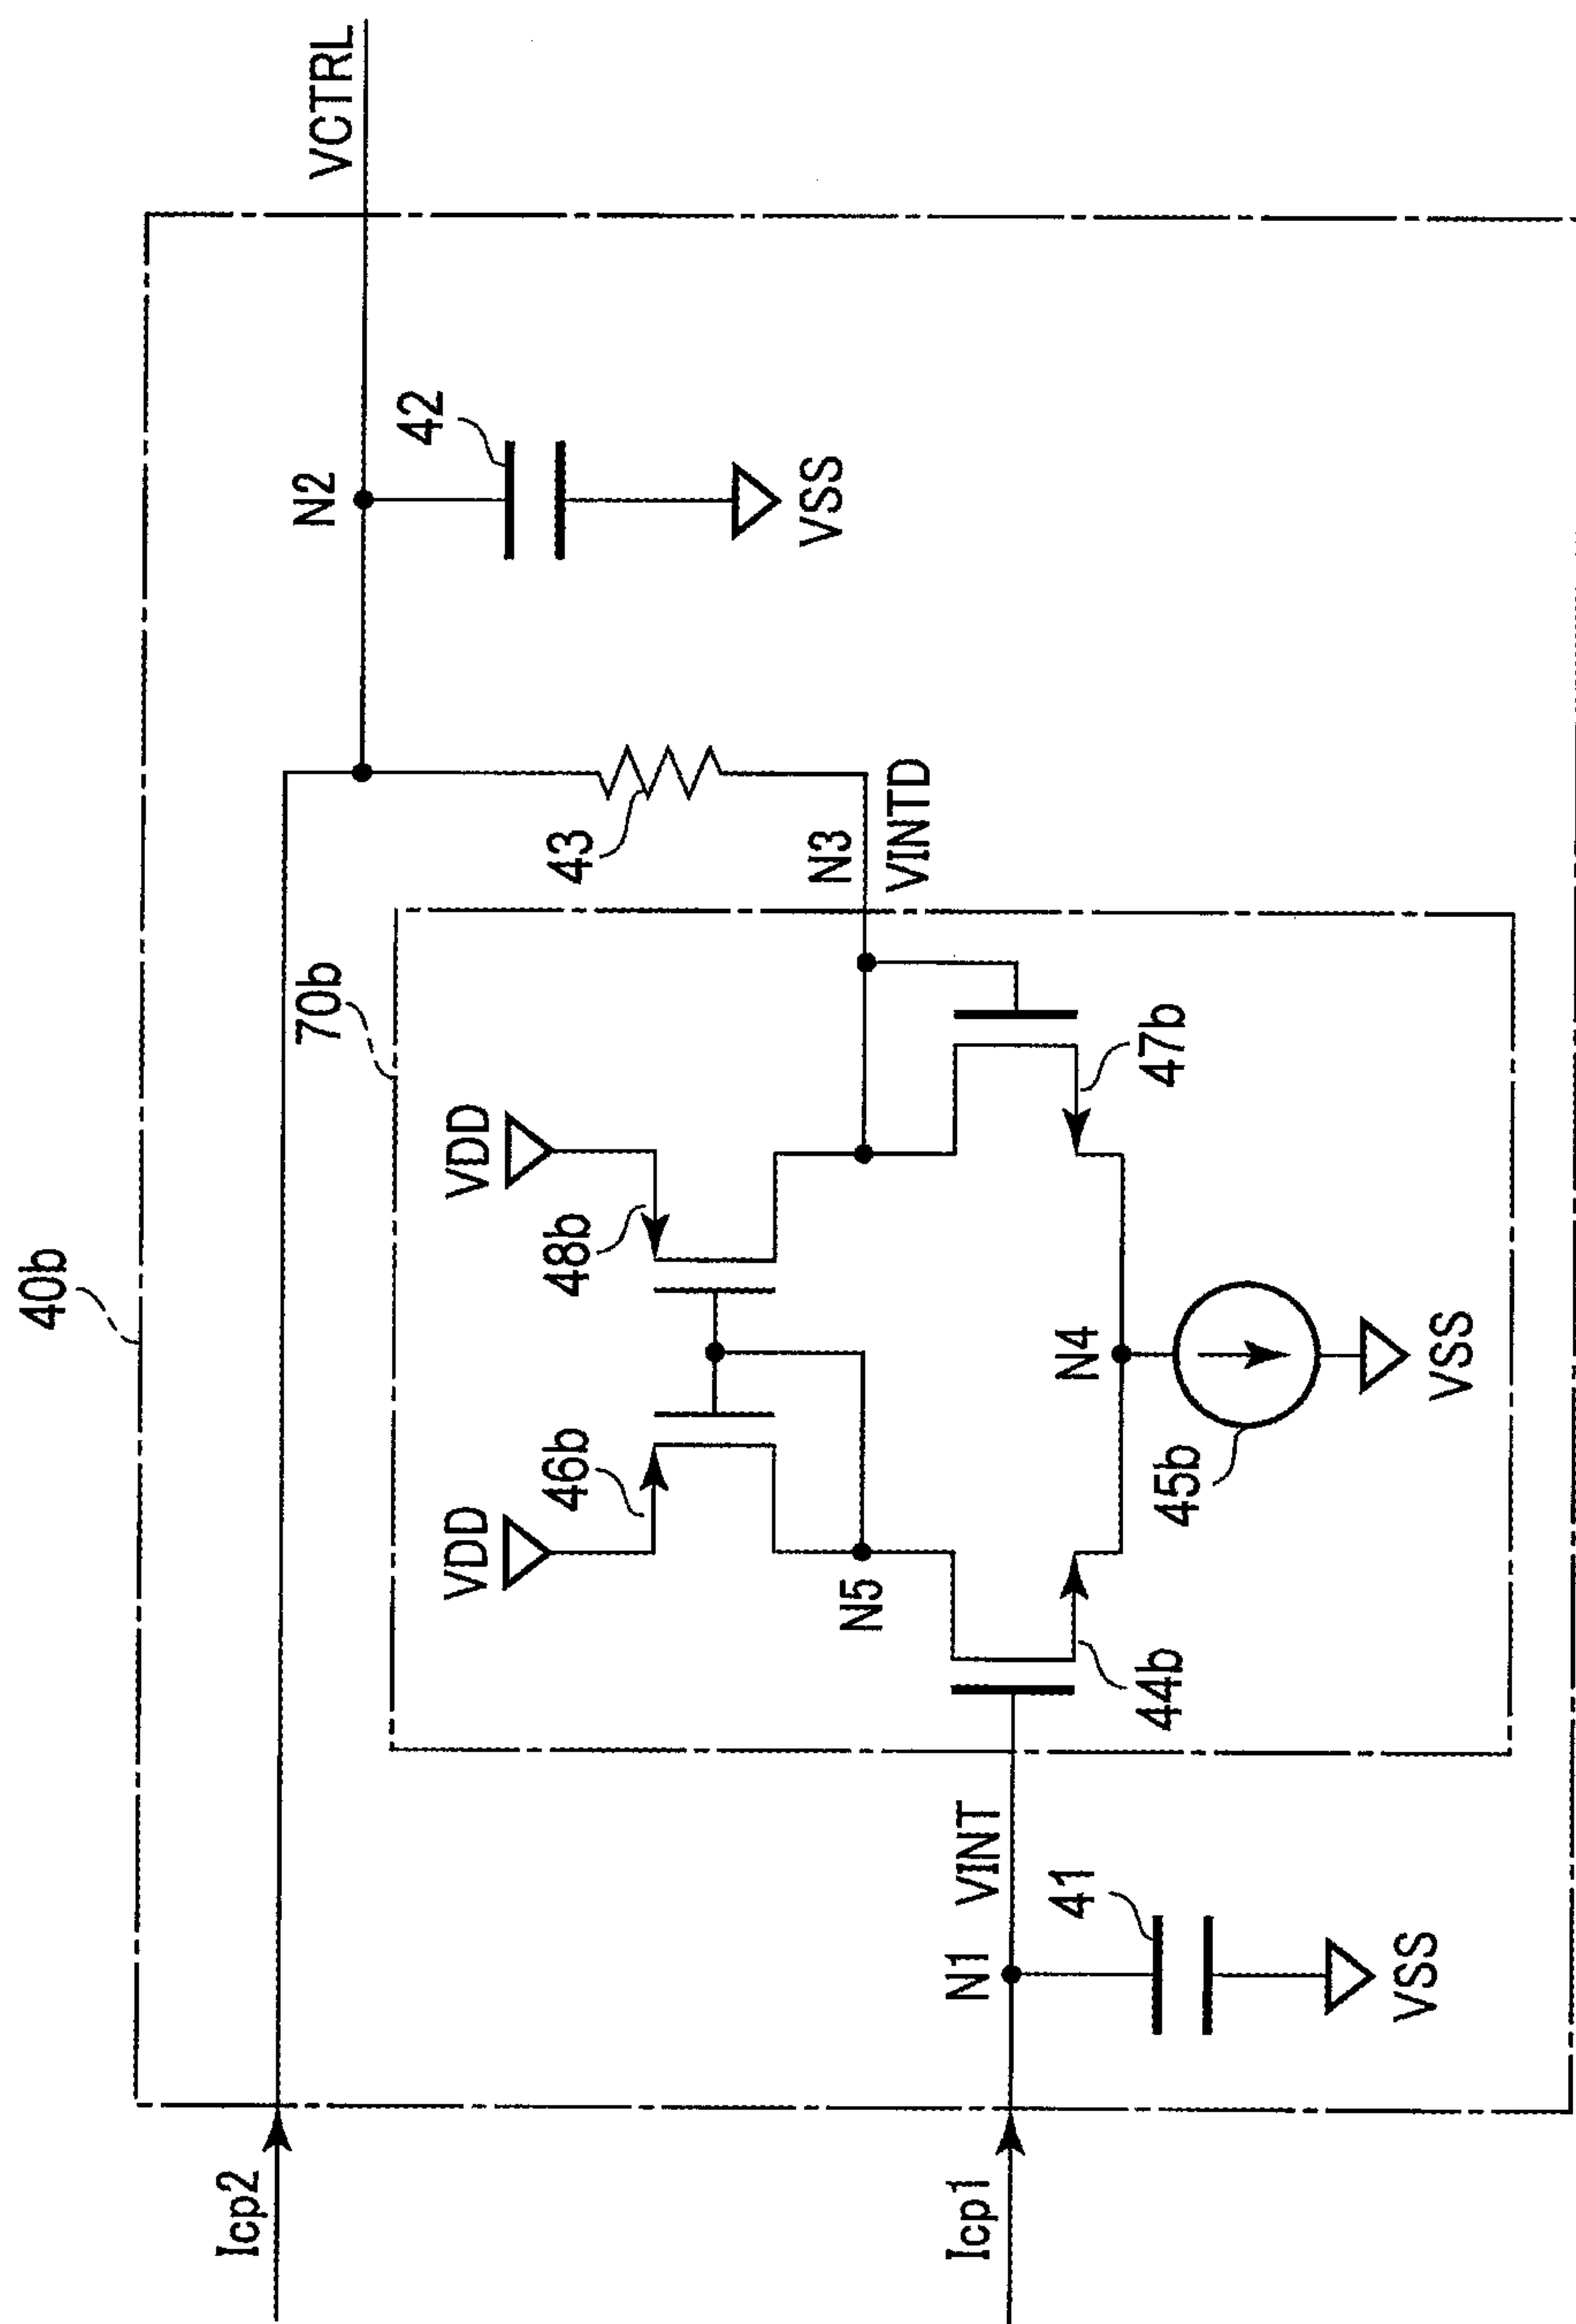 40b
Icp2
VCTRL
N2
42
VSS
70b
43
N3
VINTD
VDD
46b
VDD
48b
N5
N4
44b
45b
47b
VSS
Icp1
N1
VINT
41
VSS